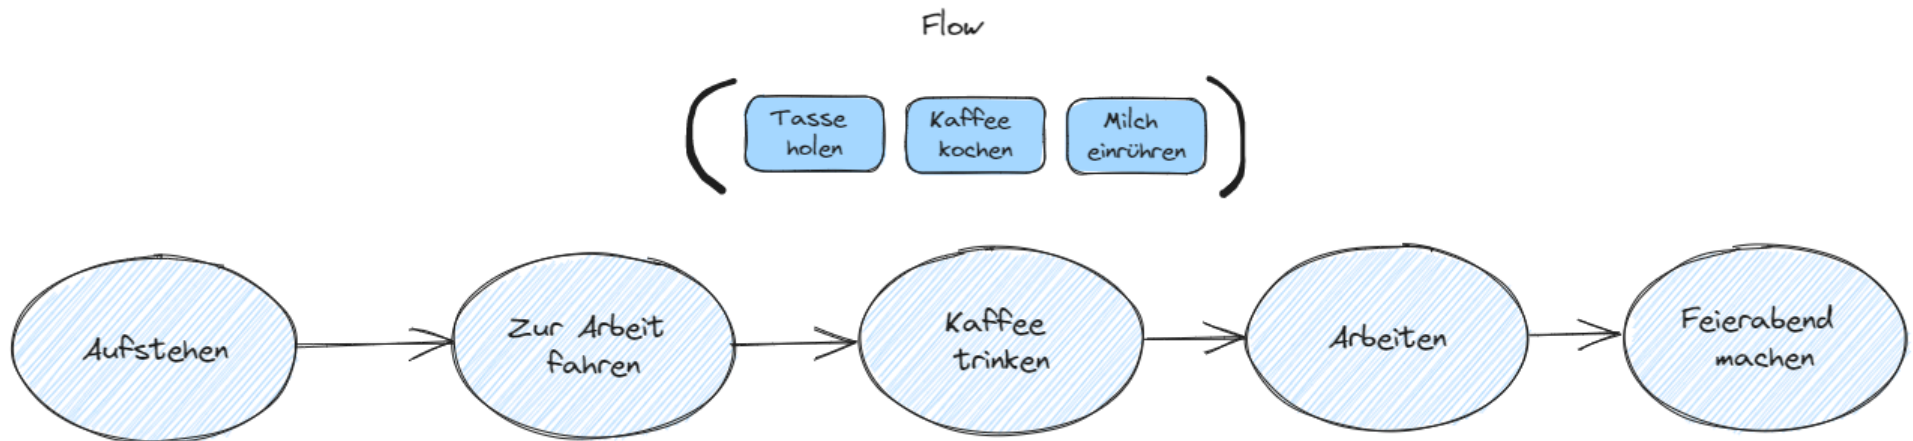 Flow
Tasse
holen
Kaffee
kochen
Milch
einrühren
Aufstehen
Zur Arbeit
fahren
Kaffee
trinken
Arbeiten
Feierabend
machen